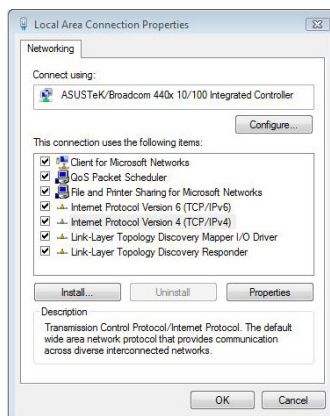 Local Area Connection Properties
Networking
Connect using:
ASUSTeK/Broadcom 440x 10/100 Integrated Controller
Configure...
This connection uses the following items:
Client for Microsoft Networks
QoS Packet Scheduler
File and Printer Sharing for Microsoft Networks
Internet Protocol Version 6 (TCP/IPv6)
Internet Protocol Version 4 (TCP/IPv4)
Link-Layer Topology Discovery Mapper I/O Driver
Link-Layer Topology Discovery Responder
Install...
Uninstall
Properties
Description
Transmission Control Protocol/Internet Protocol. The default
wide area network protocol that provides communication
across diverse interconnected networks.
OK
Cancel